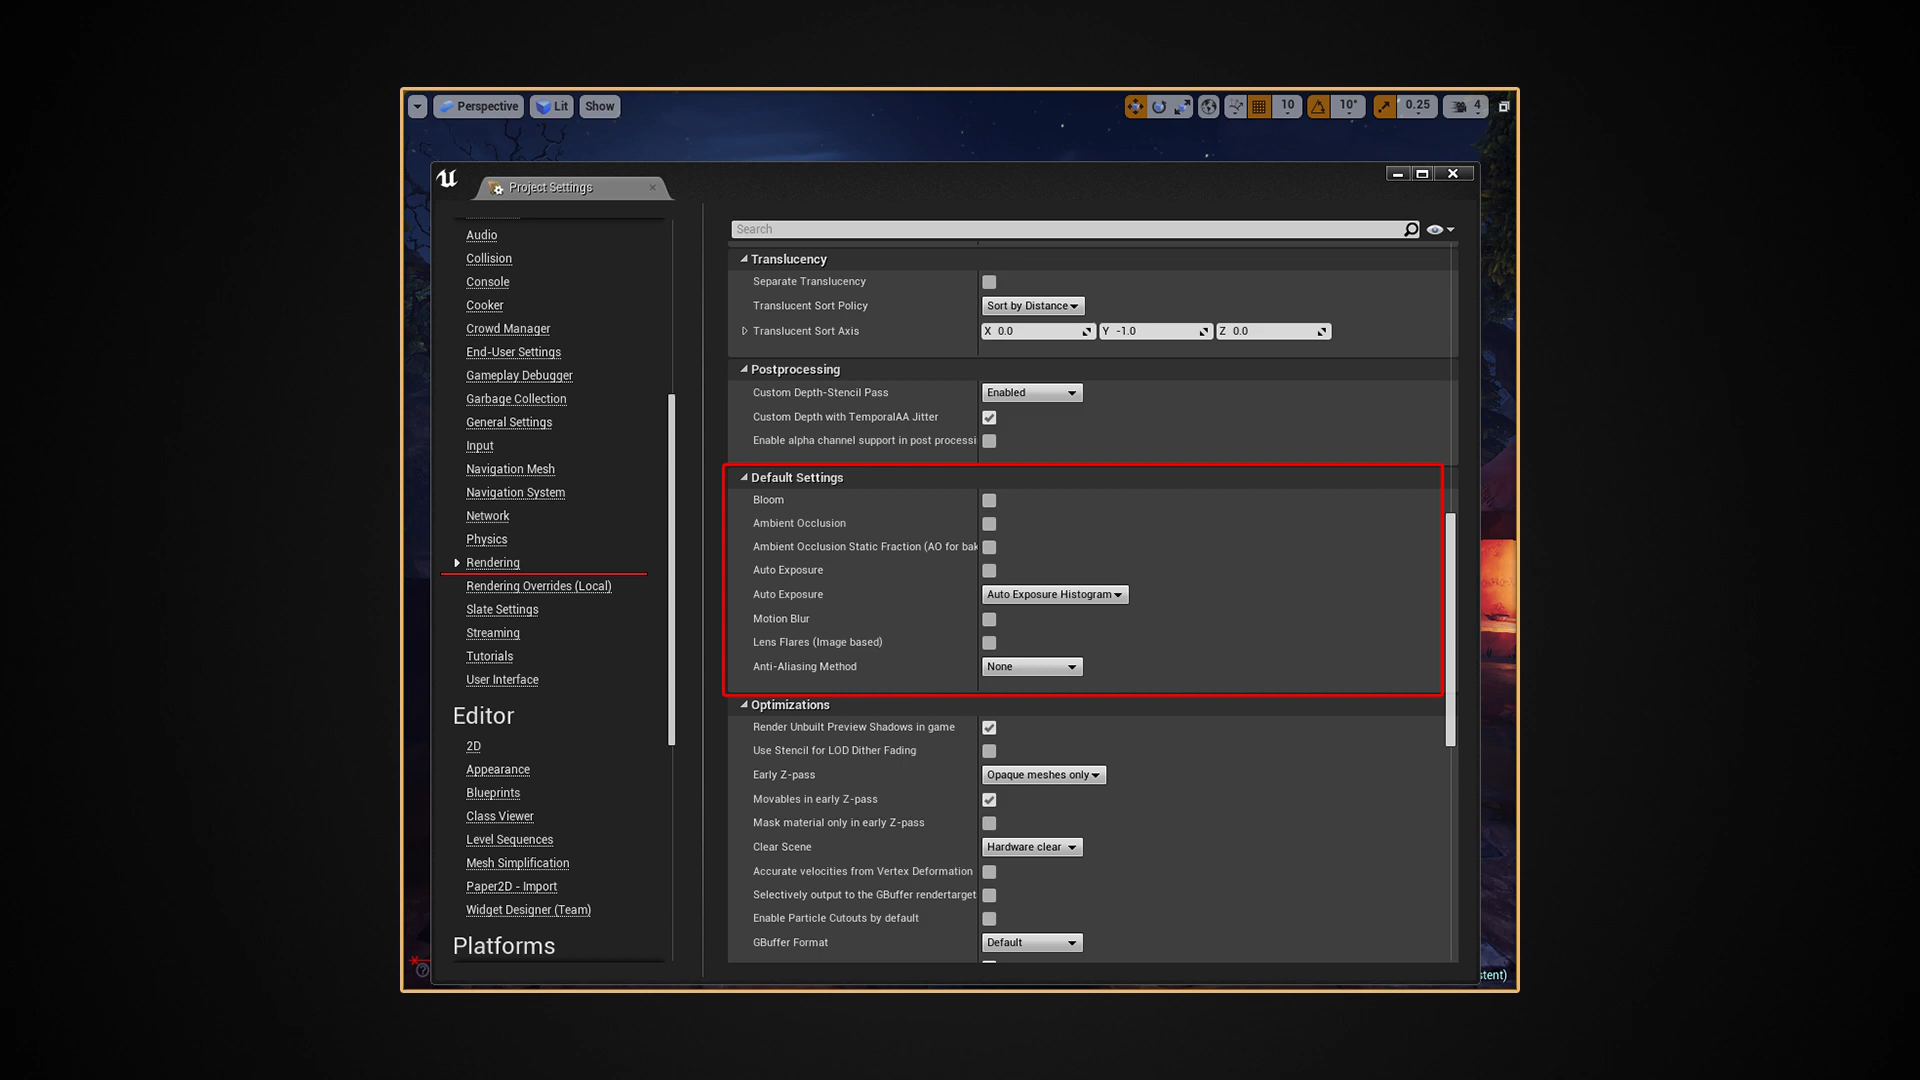 Perspective Lit Show 10 10° 0.25 4
Project Settings
Search
Audio
Collision
Console
Cooker
Crowd Manager
End-User Settings
Gameplay Debugger
Garbage Collection
General Settings
Input
Navigation Mesh
Navigation System
Network
Physics
Rendering
Rendering Overrides (Local)
Slate Settings
Streaming
Tutorials
User Interface
Editor
2D
Appearance
Blueprints
Class Viewer
Level Sequences
Mesh Simplification
Paper2D - Import
Widget Designer (Team)
Platforms
Translucency
Separate Translucency
Translucent Sort Policy Sort by Distance
Translucent Sort Axis X 0.0 Y -1.0 Z 0.0
Postprocessing
Custom Depth-Stencil Pass Enabled
Custom Depth with TemporalAA Jitter
Enable alpha channel support in post processi
Default Settings
Bloom
Ambient Occlusion
Ambient Occlusion Static Fraction (AO for bak
Auto Exposure
Auto Exposure Auto Exposure Histogram
Motion Blur
Lens Flares (Image based)
Anti-Aliasing Method None
Optimizations
Render Unbuilt Preview Shadows in game
Use Stencil for LOD Dither Fading
Early Z-pass Opaque meshes only
Movables in early Z-pass
Mask material only in early Z-pass
Clear Scene Hardware clear
Accurate velocities from Vertex Deformation
Selectively output to the GBuffer rendertarget
Enable Particle Cutouts by default
GBuffer Format Default
stent)